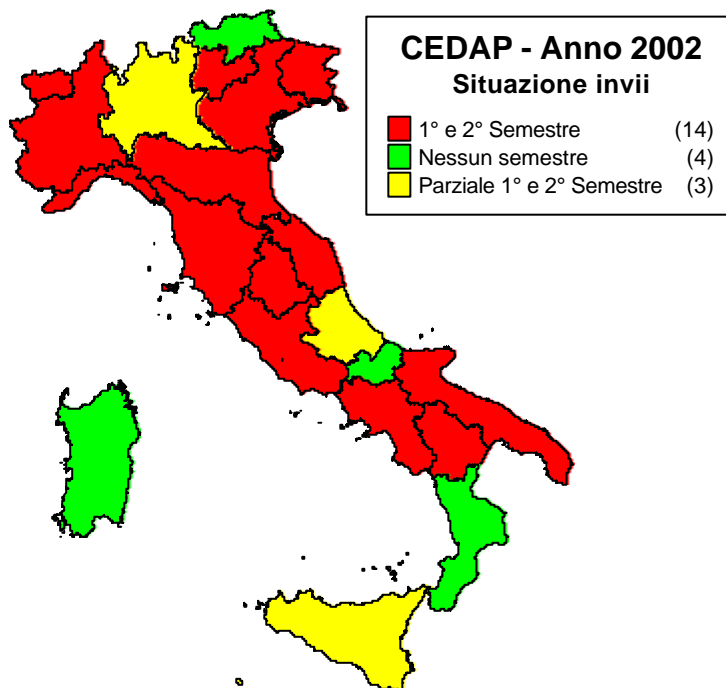 CEDAP - Anno 2002
Situazione invii
1° e 2° Semestre (14)
Nessun semestre (4)
Parziale 1° e 2° Semestre (3)